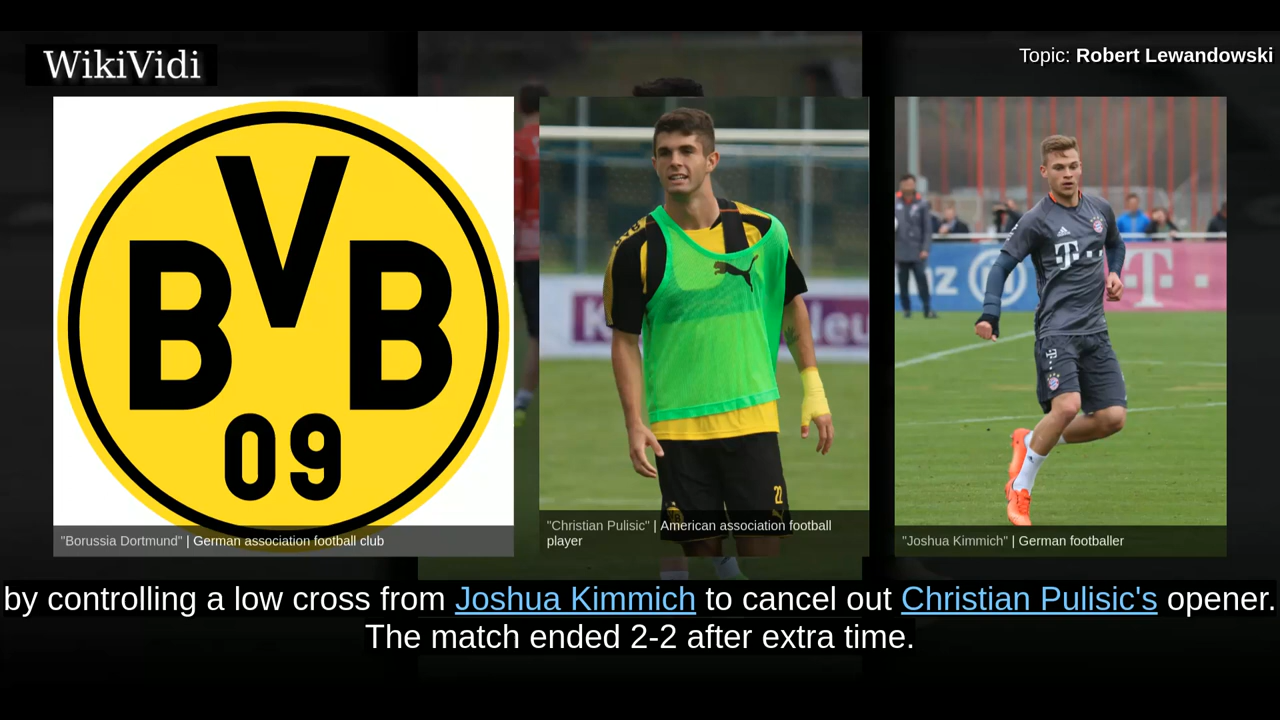 WikiVidi
Topic: Robert Lewandowski
BVB
09
22
T
"Borussia Dortmund" | German association football club
"Christian Pulisic" | American association football
player
"Joshua Kimmich" | German footballer
by controlling a low cross from Joshua Kimmich to cancel out Christian Pulisic's opener.
The match ended 2-2 after extra time.